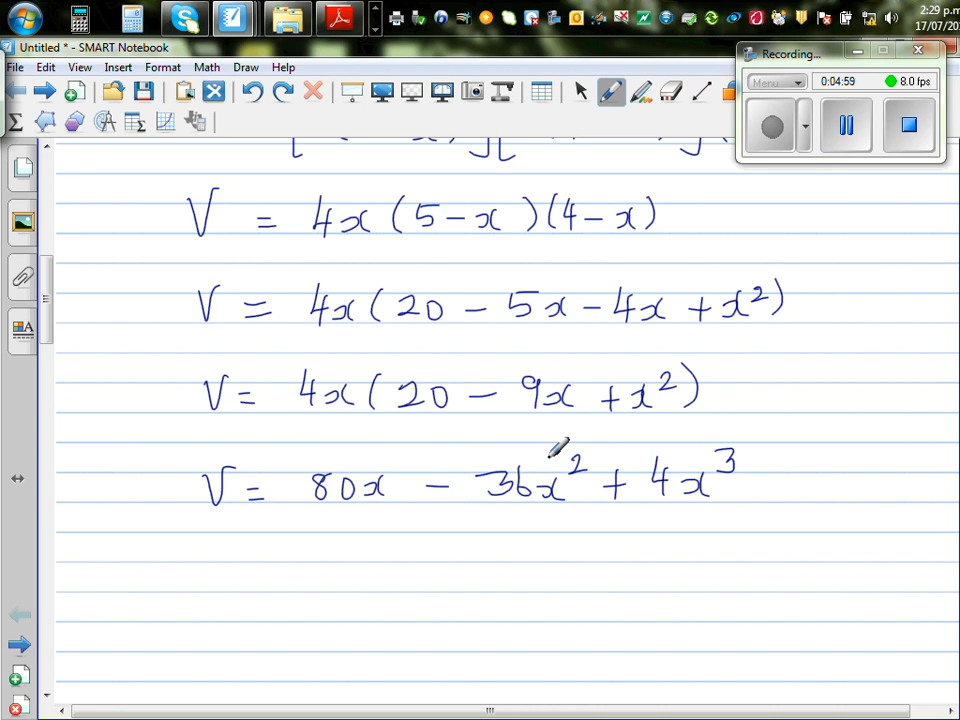 2:29 p.m
17/07/20
Untitled * - SMART Notebook
Recording...
File Edit View Insert Format Math Draw Help
Menu 0:04:59 8.0 fps
V = 4x(5-x)(4-x)
V = 4x(20 - 5x - 4x + x²)
V = 4x(20 - 9x + x²)
V = 80x - 36x² + 4x³